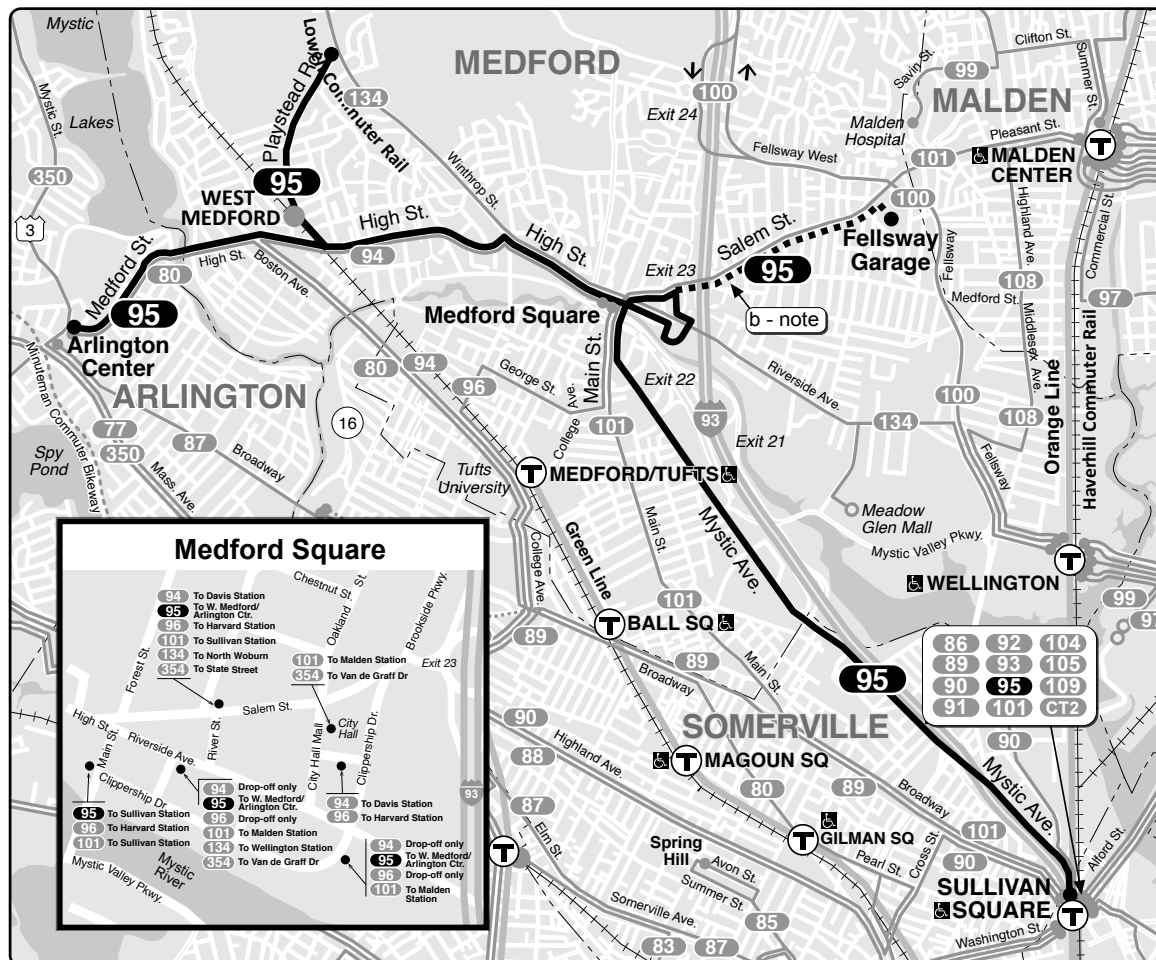 Mystic
Lakes
Mystic St.
350
3
Lowell
Commuter Rail
Playstead Rd.
134
95
WEST
MEDFORD
MEDFORD
Winthrop St.
100
Exit 24
Fellsway West
Savin St.
99
Clifton St.
Summer St.
MALDEN
Malden
Hospital
Pleasant St.
101
MALDEN
CENTER
T
100
Salem St.
Fellsway
Garage
95
b - note
Exit 23
Highland Ave.
Commercial St.
Fellsway
108
97
Medford St.
Middlesex Ave.
High St.
High St.
94
High St.
Boston Ave.
80
Medford St.
95
Arlington
Center
ARLINGTON
Minuteman Commuter Bikeway
Spy
Pond
77
350
87
Mass. Ave.
Broadway
16
80
94
96
George St.
College Ave.
Medford Square
Main St.
101
Exit 22
93
Exit 21
Riverside Ave.
134
100
108
Fellsway
Orange Line
Haverhill Commuter Rail
Tufts
University
T
MEDFORD/TUFTS
Main St.
Mystic Ave.
Meadow
Glen Mall
Mystic Valley Pkwy.
WELLINGTON
T
99
97
Green Line
College Ave.
101
BALL SQ
T
89
Broadway
89
Main St.
95
SOMERVILLE
86 92 104
89 93 105
90 95 109
91 101 CT2
90
90
88
Highland Ave.
MAGOUN SQ
T
80
89
Broadway
Mystic Ave.
87
Elm St.
GILMAN SQ
T
101
Alford St.
Spring
Hill
Avon St.
Summer St.
Pearl St.
Cross St.
90
SULLIVAN
SQUARE
T
Washington St.
T
Somerville Ave.
85
83
87
Medford Square
Chestnut St.
Oakland St.
Brookside Pkwy.
94 To Davis Station
95 To W. Medford/
Arlington Ctr.
96 To Harvard Station
101 To Sullivan Station
134 To North Woburn
354 To State Street
101 To Malden Station
354 To Van de Graff Dr
Exit 23
Forest St.
Salem St.
City
Hall
High St.
Main St.
Riverside Ave.
River St.
City Hall Mall
Clippership Dr.
Clippership Dr.
95 To Sullivan Station
96 To Harvard Station
101 To Sullivan Station
94 Drop-off only
95 To W. Medford/
Arlington Ctr.
96 Drop-off only
101 To Malden Station
134 To Wellington Station
354 To Van de Graff Dr
94 To Davis Station
96 To Harvard Station
93
94 Drop-off only
95 To W. Medford/
Arlington Ctr.
96 Drop-off only
101 To Malden
Station
Mystic
River
Mystic Valley Pkwy.